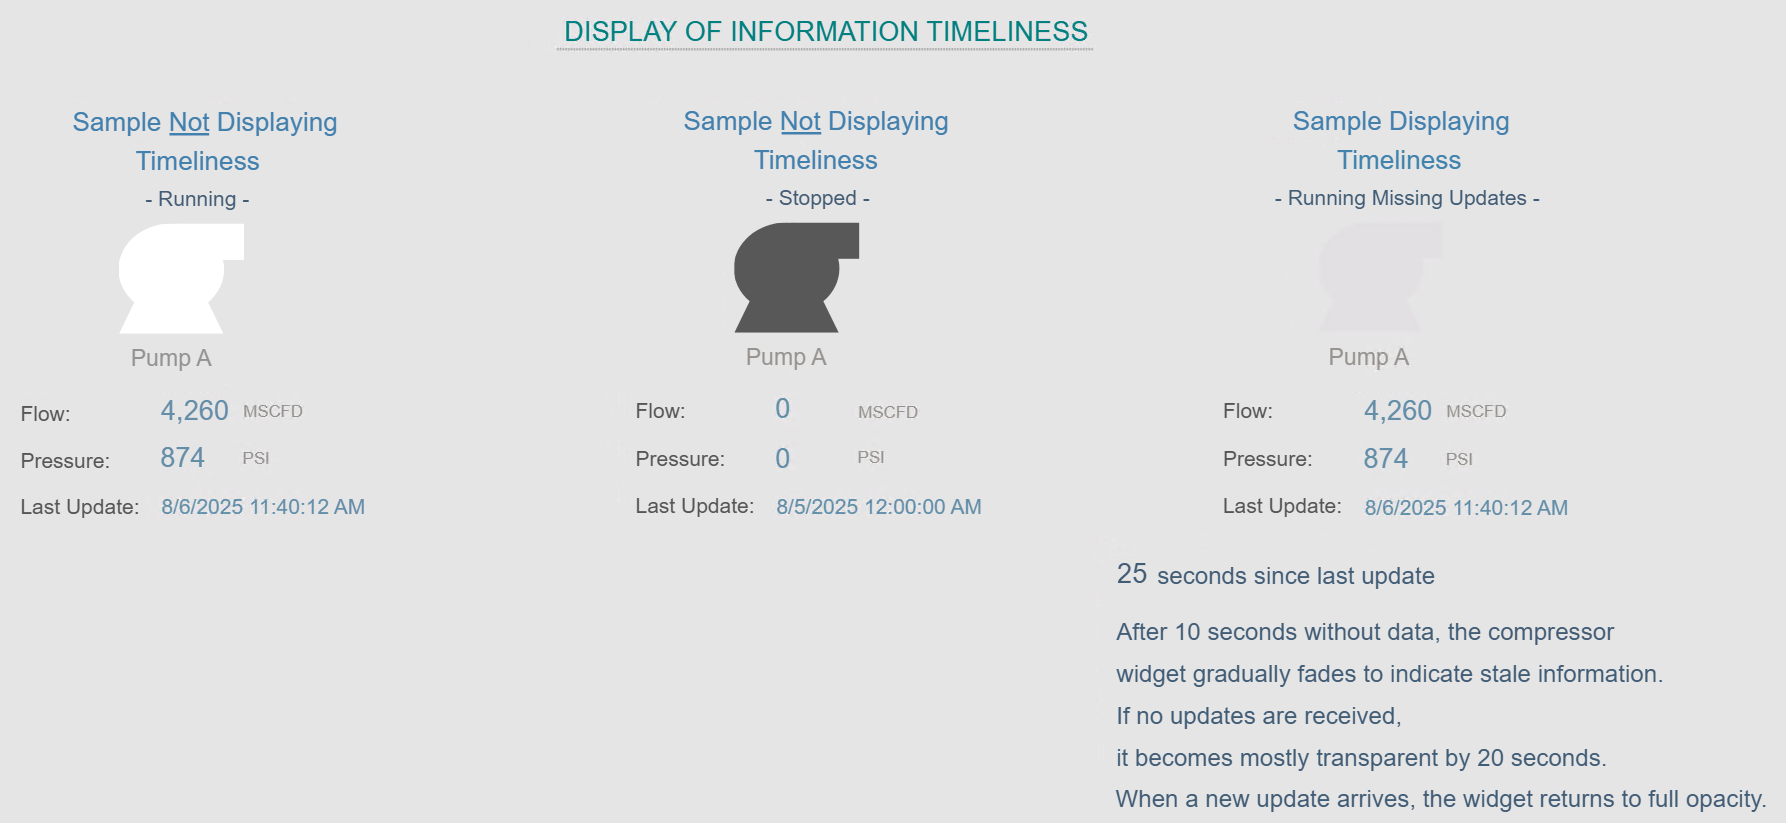 DISPLAY OF INFORMATION TIMELINESS
Sample Not Displaying
Timeliness
- Running -
Pump A
Flow: 4,260 MSCFD
Pressure: 874 PSI
Last Update: 8/6/2025 11:40:12 AM
Sample Not Displaying
Timeliness
- Stopped -
Pump A
Flow: 0 MSCFD
Pressure: 0 PSI
Last Update: 8/5/2025 12:00:00 AM
Sample Displaying
Timeliness
- Running Missing Updates -
Pump A
Flow: 4,260 MSCFD
Pressure: 874 PSI
Last Update: 8/6/2025 11:40:12 AM
25 seconds since last update
After 10 seconds without data, the compressor
widget gradually fades to indicate stale information.
If no updates are received,
it becomes mostly transparent by 20 seconds.
When a new update arrives, the widget returns to full opacity.